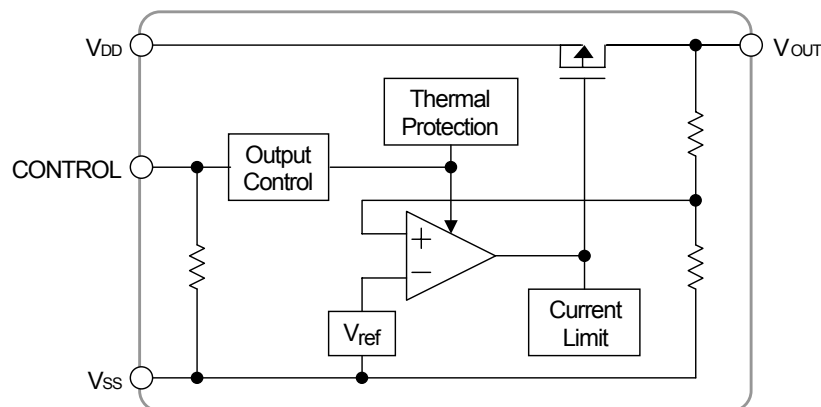 VDD
VOUT
Thermal
Protection
CONTROL
Output
Control
+
−
Vref
Current
Limit
VSS